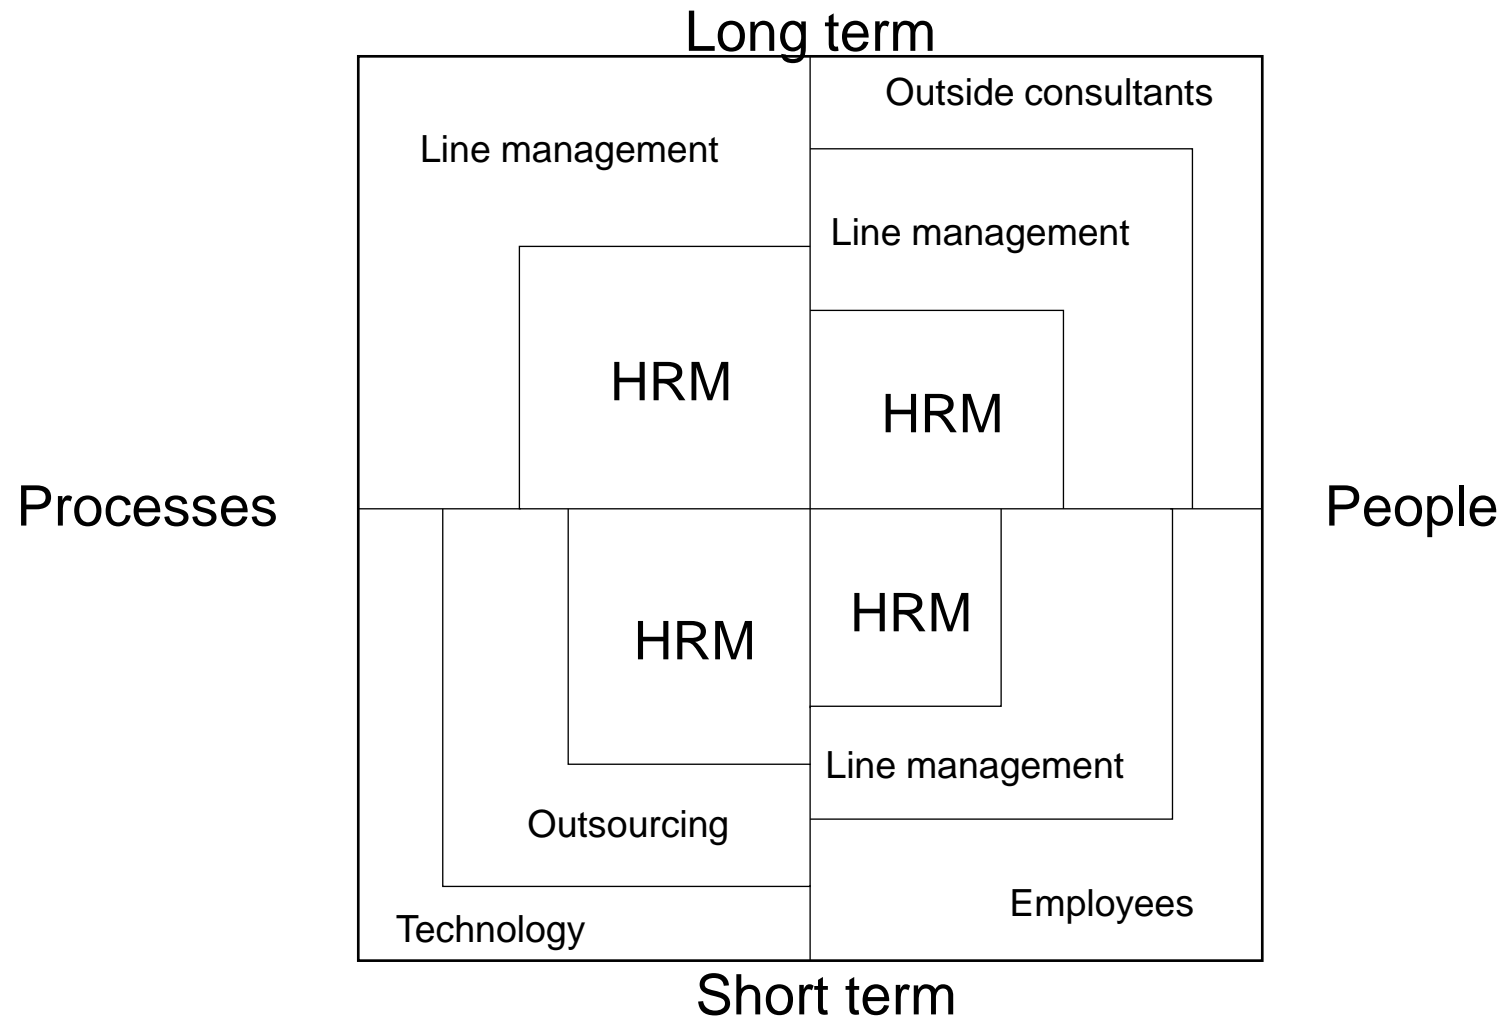 Long term
Outside consultants
Line management
Line management
HRM
HRM
Processes
People
HRM
HRM
Line management
Outsourcing
Employees
Technology
Short term